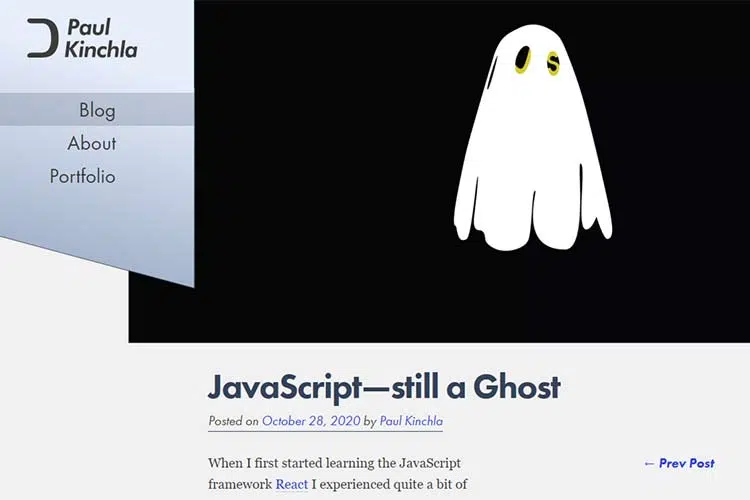 Paul
Kinchla
Blog
About
Portfolio
JS
JavaScript—still a Ghost
Posted on October 28, 2020 by Paul Kinchla
When I first started learning the JavaScript
framework React I experienced quite a bit of
← Prev Post